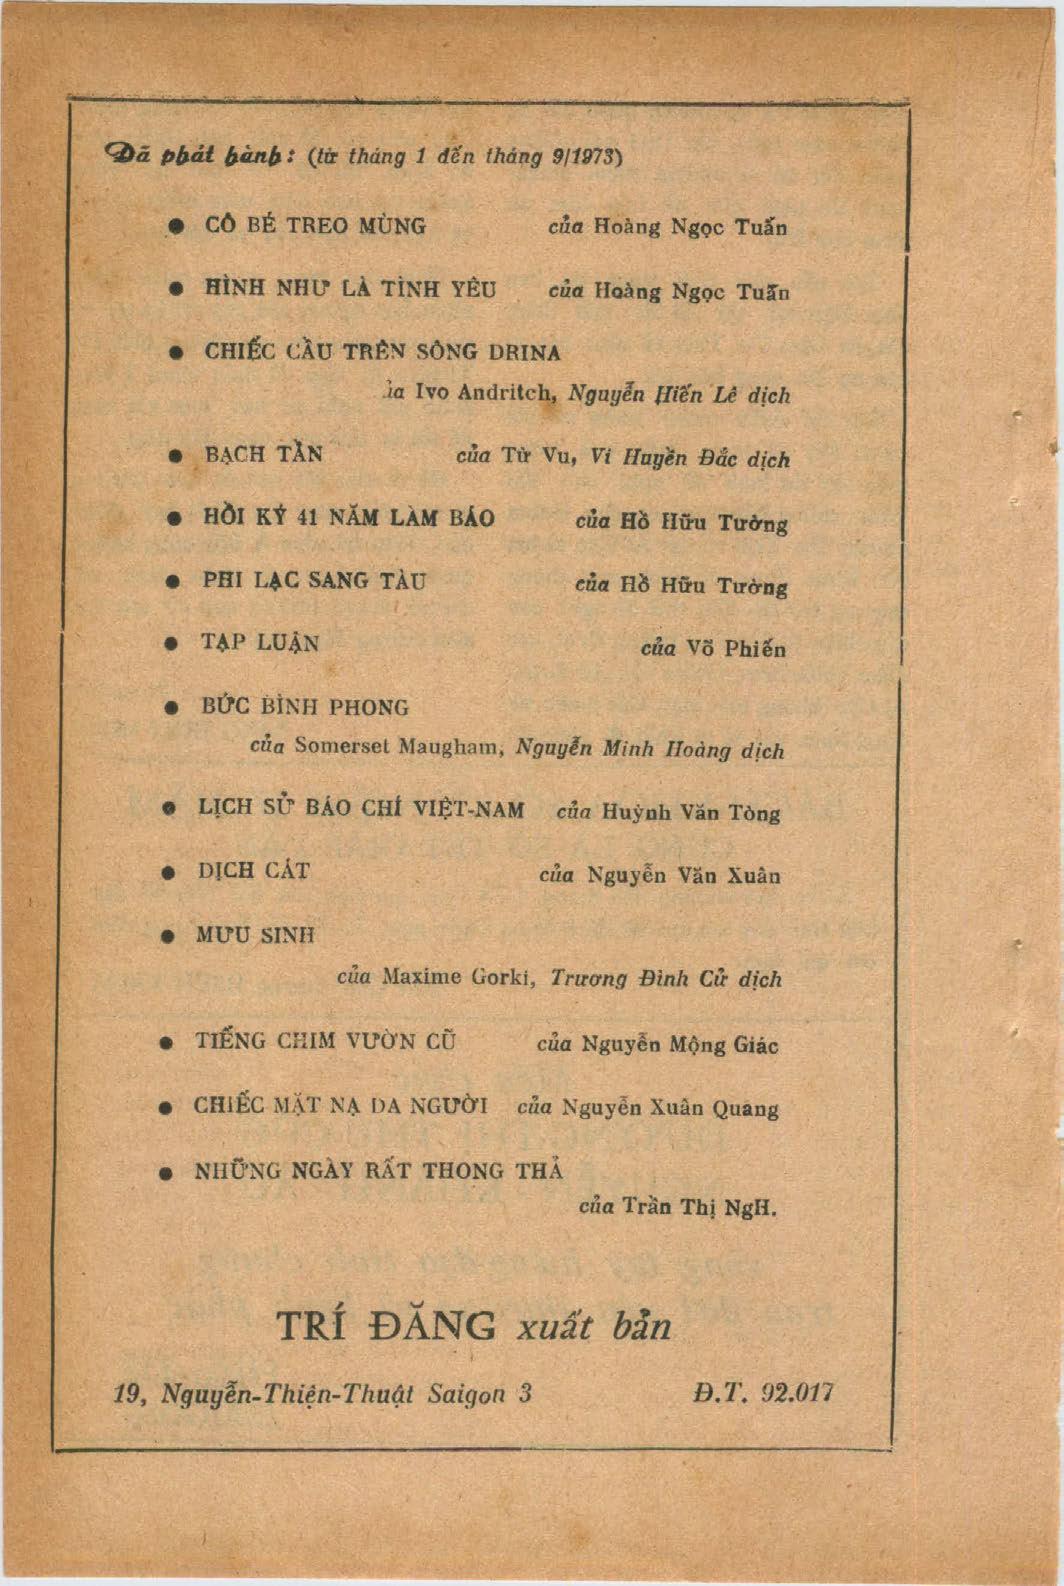 Đã phát hành: (từ tháng 1 đến tháng 9/1973)
● CÔ BÉ TREO MÙNG của Hoàng Ngọc Tuấn
● HÌNH NHƯ LÀ TÌNH YÊU của Hoàng Ngọc Tuấn
● CHIẾC CẦU TRÊN SÔNG DRINA
ủa Ivo Andritch, Nguyễn Hiến Lê dịch
● BẠCH TẦN của Từ Vu, Vi Huyền Đắc dịch
● HỒI KÝ 41 NĂM LÀM BÁO của Hồ Hữu Tường
● PHI LẠC SANG TÀU của Hồ Hữu Tường
● TẠP LUẬN của Võ Phiến
● BỨC BÌNH PHONG
của Somerset Maugham, Nguyễn Minh Hoàng dịch
● LỊCH SỬ BÁO CHÍ VIỆT-NAM của Huỳnh Văn Tòng
● DỊCH CÁT của Nguyễn Văn Xuân
● MƯU SINH
của Maxime Gorki, Trương Đình Cử dịch
● TIẾNG CHIM VƯỜN CŨ của Nguyễn Mộng Giác
● CHIẾC MẶT NẠ DA NGƯỜI của Nguyễn Xuân Quang
● NHỮNG NGÀY RẤT THONG THẢ
của Trần Thị NgH.
TRÍ ĐĂNG xuất bản
19, Nguyễn-Thiện-Thuật Saigon 3 Đ.T. 92.017